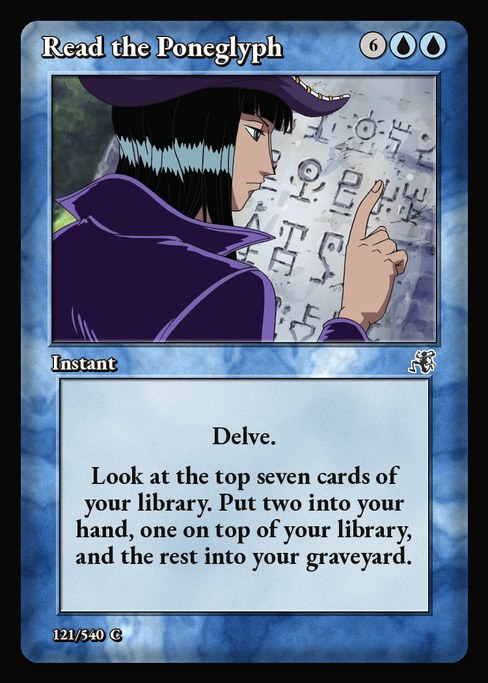 Read the Poneglyph 6
Instant
Delve.
Look at the top seven cards of
your library. Put two into your
hand, one on top of your library,
and the rest into your graveyard.
121/540 C